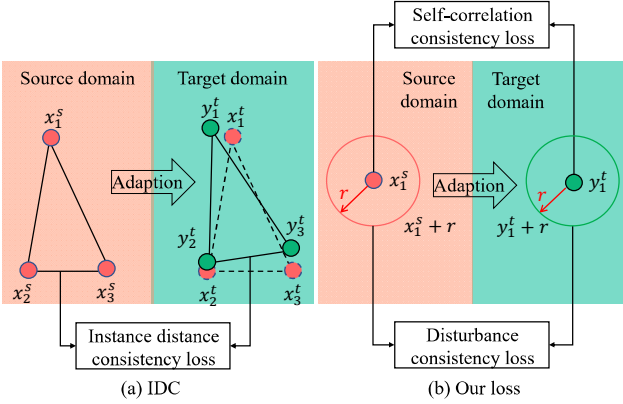 Self-correlation
consistency loss
Source domain
Target domain
Source
domain
Target
domain
x_1^s
y_1^t
x_1^t
Adaption
y_2^t
y_3^t
x_2^s
x_3^s
x_2^t
x_3^t
r
x_1^s
Adaption
r
y_1^t
x_1^s + r
y_1^t + r
Instance distance
consistency loss
Disturbance
consistency loss
(a) IDC
(b) Our loss